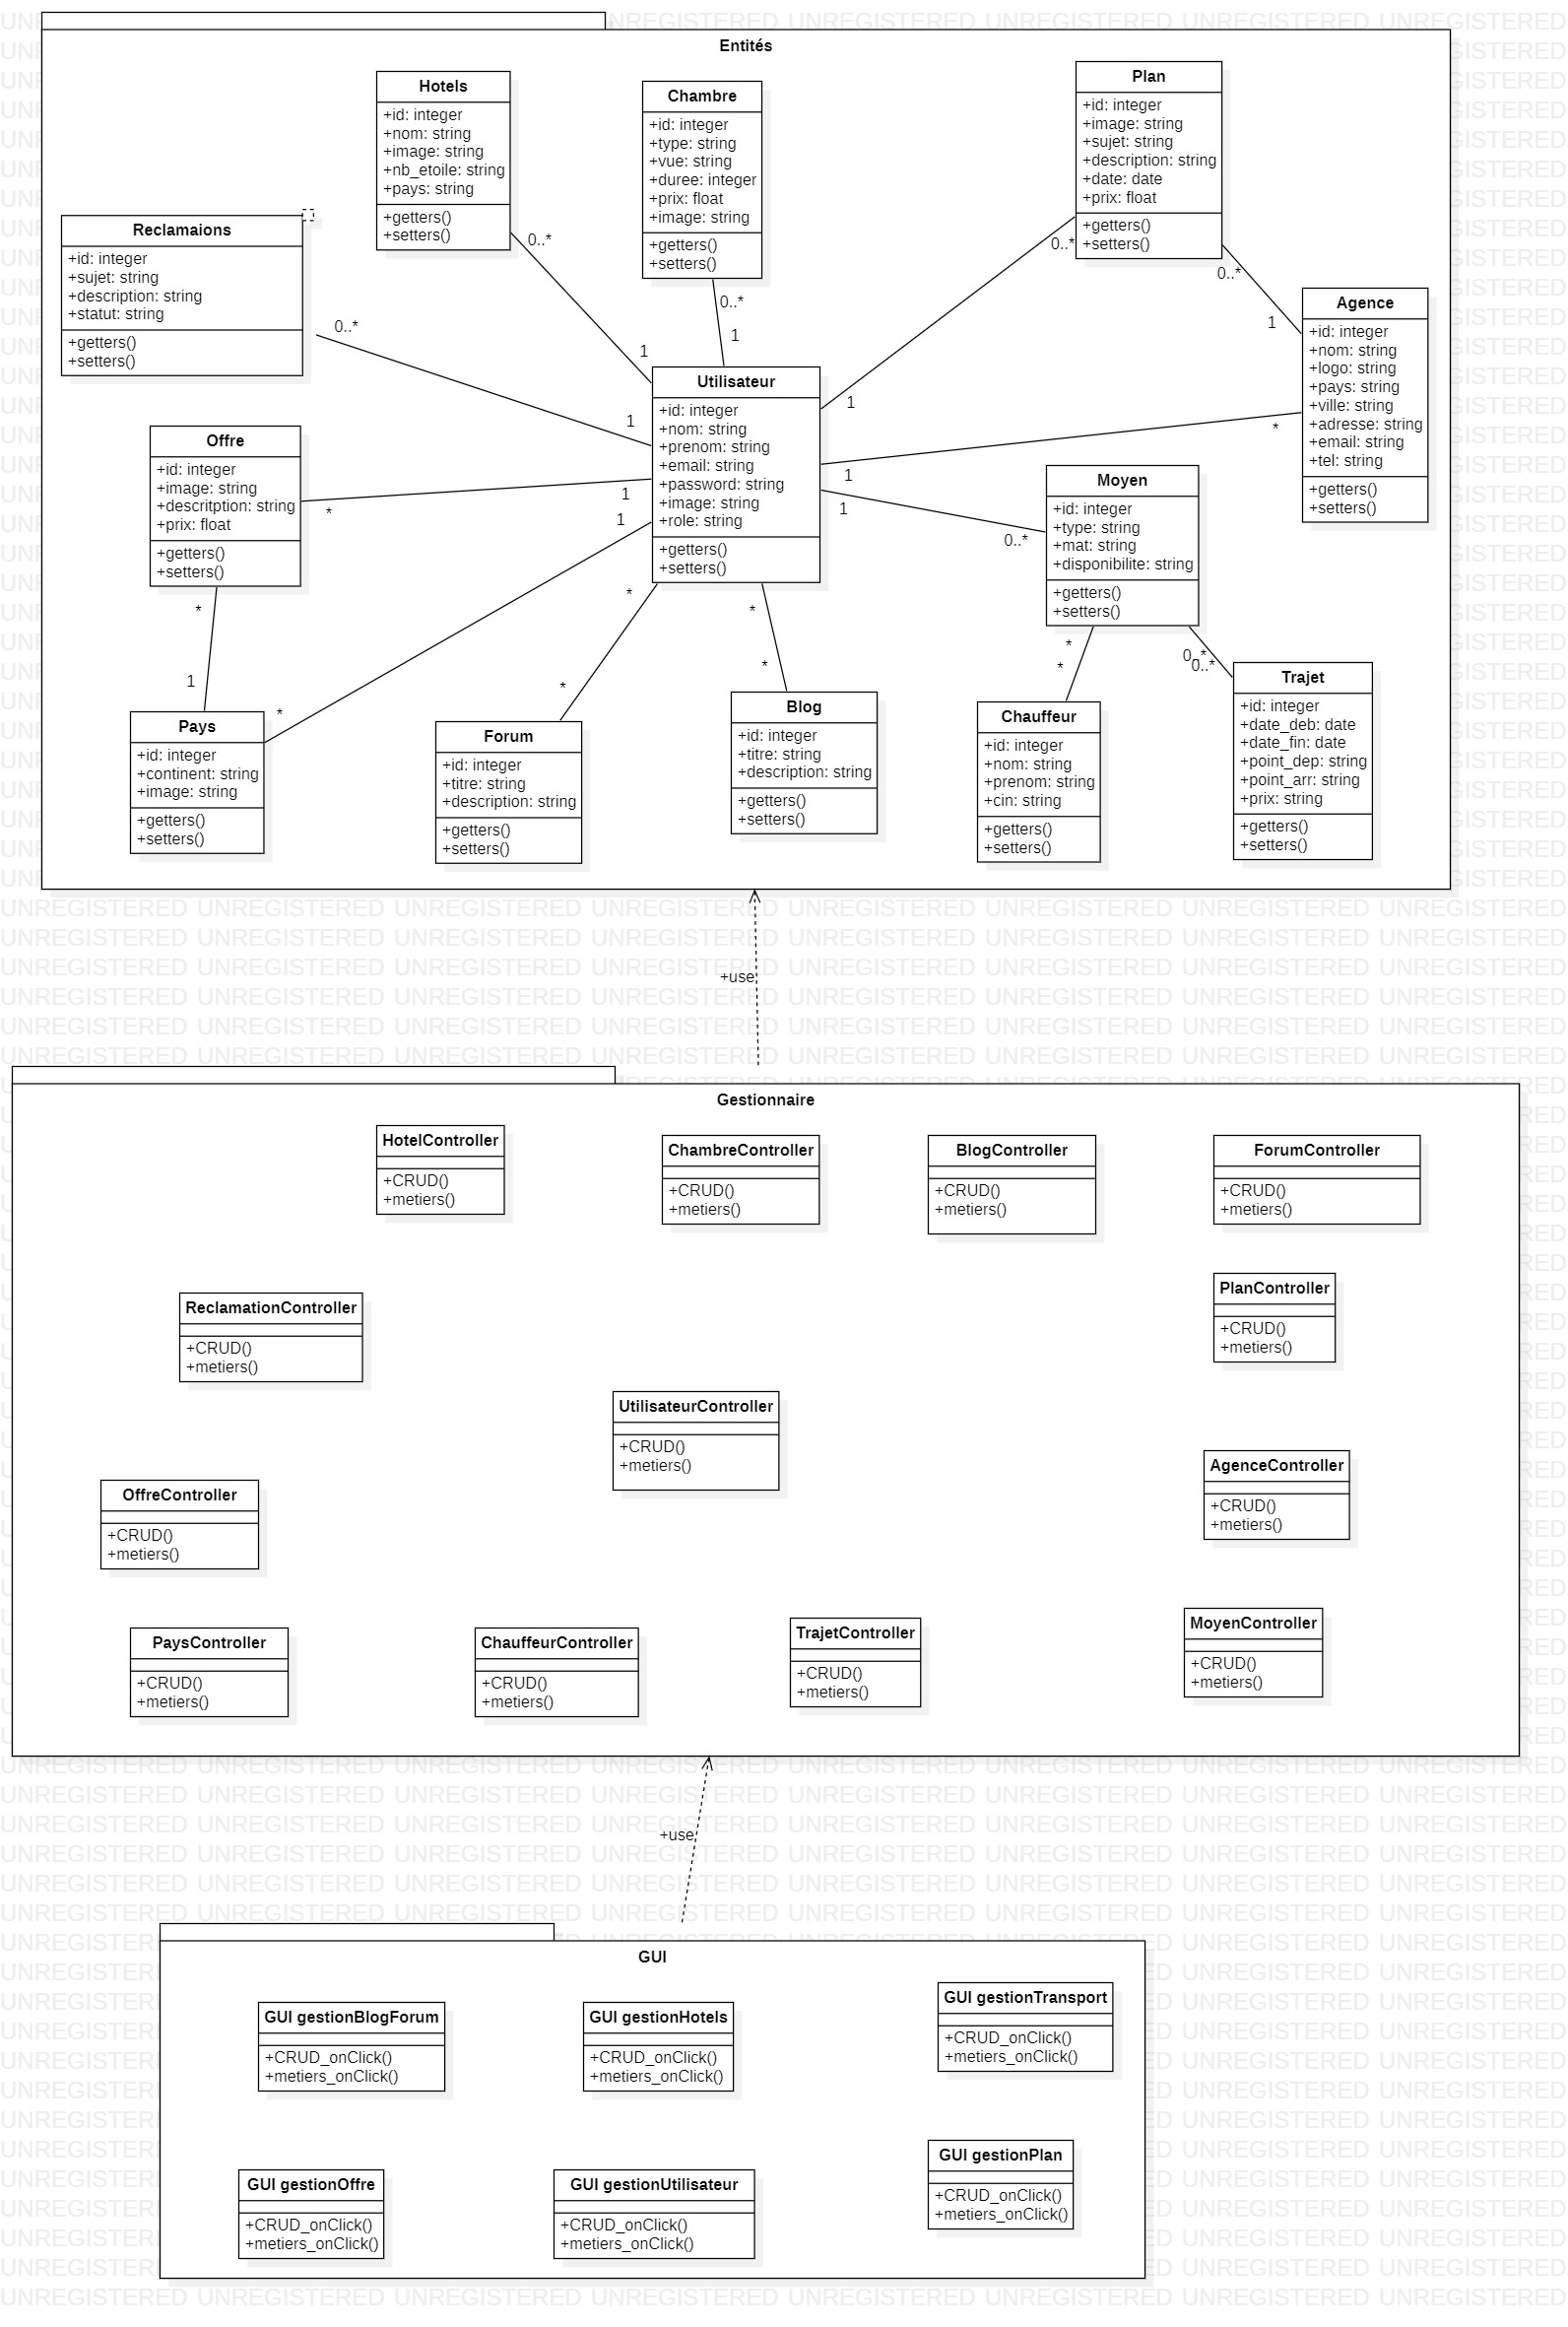 Entités
Hotels
+id: integer
+nom: string
+image: string
+nb_etoile: string
+pays: string
+getters()
+setters()
0..*
1
Chambre
+id: integer
+type: string
+vue: string
+duree: integer
+prix: float
+image: string
+getters()
+setters()
0..*
1
Plan
+id: integer
+image: string
+sujet: string
+description: string
+date: date
+prix: float
+getters()
+setters()
0..*
1
0..*
1
Reclamaions
+id: integer
+sujet: string
+description: string
+statut: string
+getters()
+setters()
0..*
1
Agence
+id: integer
+nom: string
+logo: string
+pays: string
+ville: string
+adresse: string
+email: string
+tel: string
+getters()
+setters()
*
1
Utilisateur
+id: integer
+nom: string
+prenom: string
+email: string
+password: string
+image: string
+role: string
+getters()
+setters()
Offre
+id: integer
+image: string
+descritption: string
+prix: float
+getters()
+setters()
*
1
*
1
Moyen
+id: integer
+type: string
+mat: string
+disponibilite: string
+getters()
+setters()
1
0..*
*
*
0..*
0..*
Pays
+id: integer
+continent: string
+image: string
+getters()
+setters()
*
1
Forum
+id: integer
+titre: string
+description: string
+getters()
+setters()
*
*
Blog
+id: integer
+titre: string
+description: string
+getters()
+setters()
*
*
Chauffeur
+id: integer
+nom: string
+prenom: string
+cin: string
+getters()
+setters()
Trajet
+id: integer
+date_deb: date
+date_fin: date
+point_dep: string
+point_arr: string
+prix: string
+getters()
+setters()
+use
Gestionnaire
HotelController
+CRUD()
+metiers()
ChambreController
+CRUD()
+metiers()
BlogController
+CRUD()
+metiers()
ForumController
+CRUD()
+metiers()
PlanController
+CRUD()
+metiers()
ReclamationController
+CRUD()
+metiers()
UtilisateurController
+CRUD()
+metiers()
AgenceController
+CRUD()
+metiers()
OffreController
+CRUD()
+metiers()
PaysController
+CRUD()
+metiers()
ChauffeurController
+CRUD()
+metiers()
TrajetController
+CRUD()
+metiers()
MoyenController
+CRUD()
+metiers()
+use
GUI
GUI gestionBlogForum
+CRUD_onClick()
+metiers_onClick()
GUI gestionHotels
+CRUD_onClick()
+metiers_onClick()
GUI gestionTransport
+CRUD_onClick()
+metiers_onClick()
GUI gestionOffre
+CRUD_onClick()
+metiers_onClick()
GUI gestionUtilisateur
+CRUD_onClick()
+metiers_onClick()
GUI gestionPlan
+CRUD_onClick()
+metiers_onClick()
UNREGISTERED UNREGISTERED UNREGISTERED UNREGISTERED UNREGISTERED UNREGISTERED UNREGISTERED UNREGISTERED